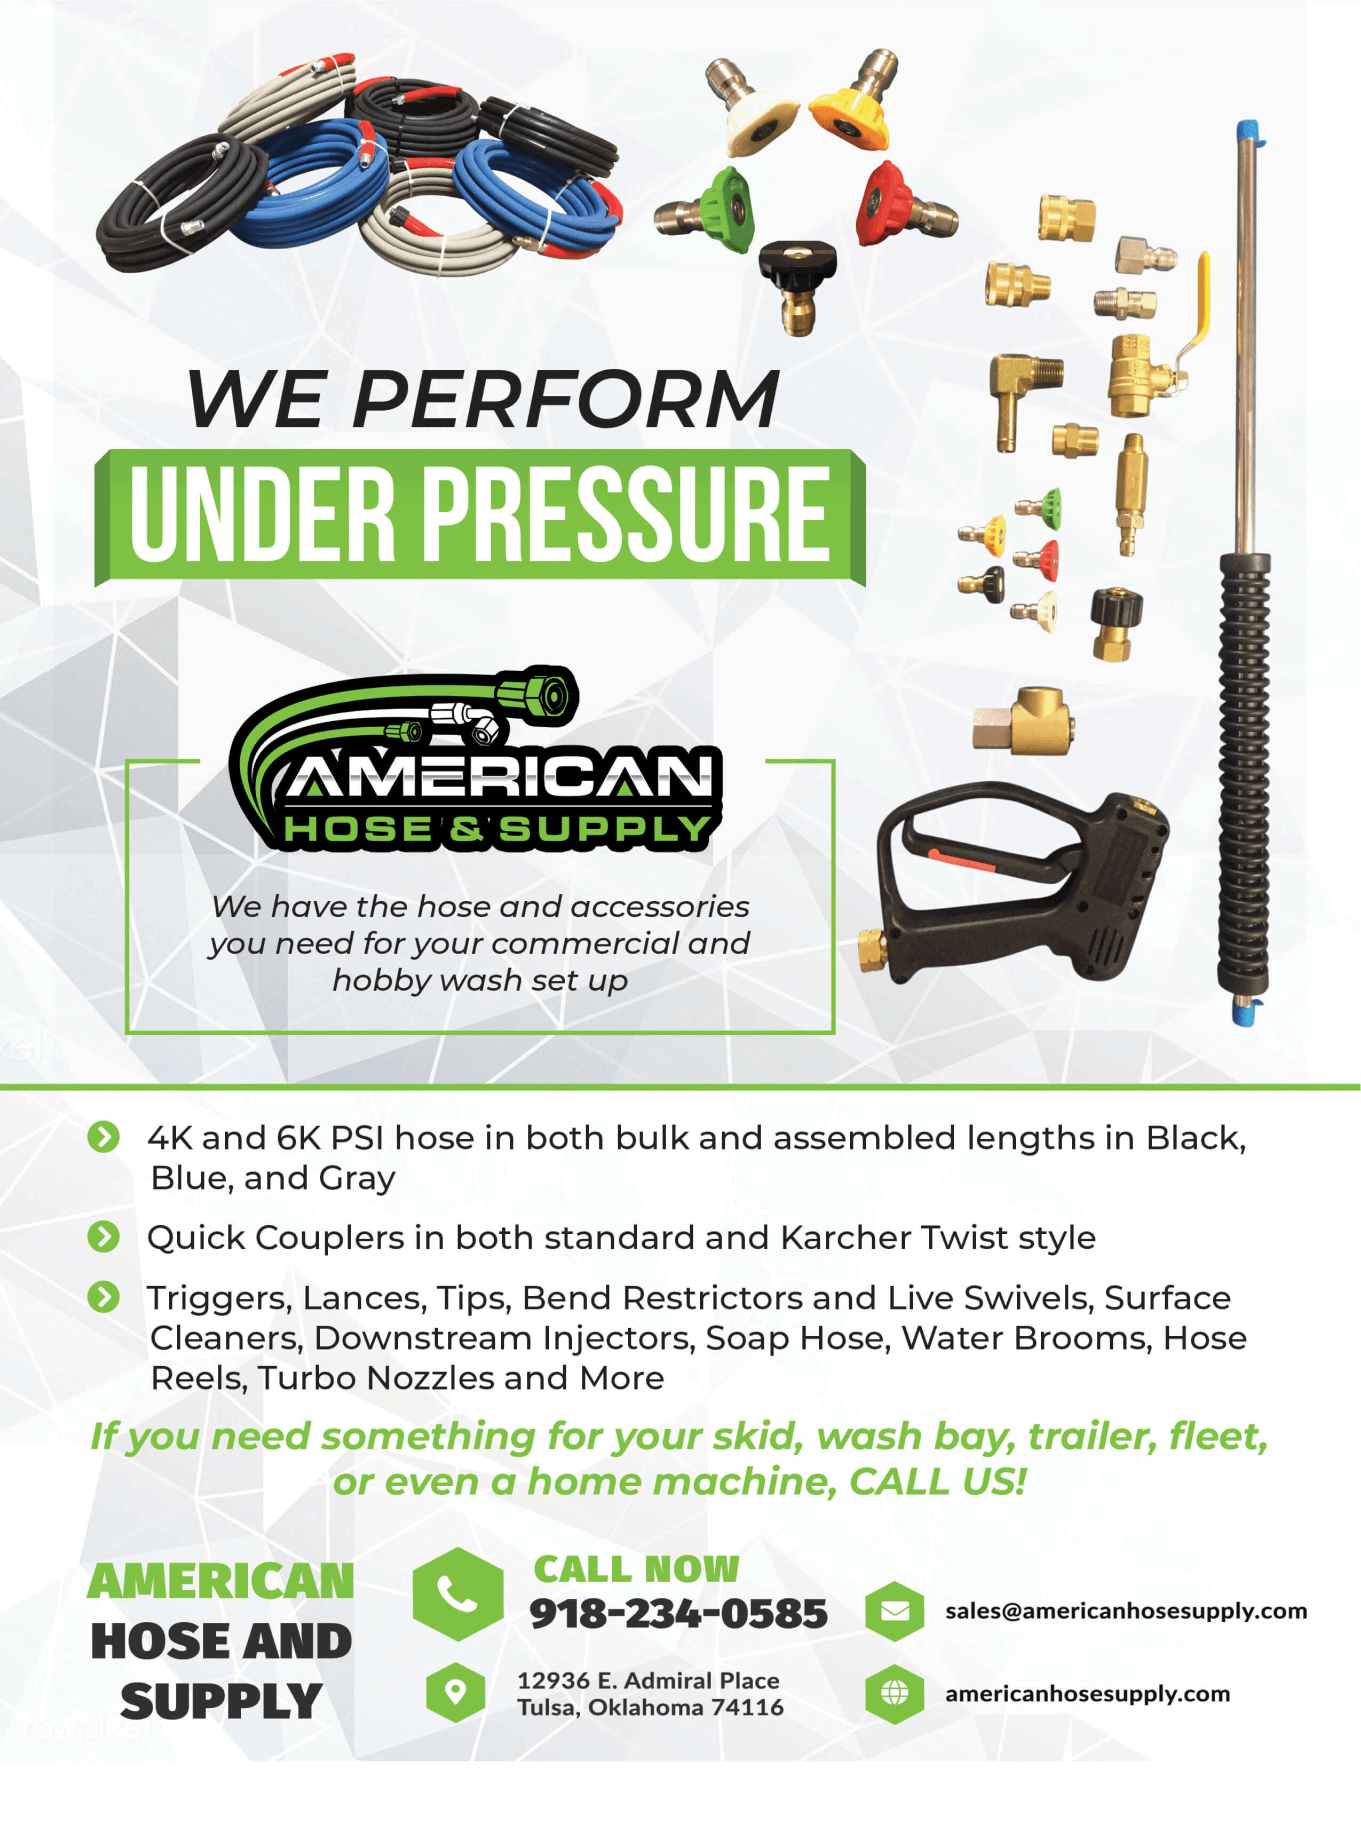 WE PERFORM
UNDER PRESSURE
AMERICAN
HOSE & SUPPLY
We have the hose and accessories
you need for your commercial and
hobby wash set up
4K and 6K PSI hose in both bulk and assembled lengths in Black,
Blue, and Gray
Quick Couplers in both standard and Karcher Twist style
Triggers, Lances, Tips, Bend Restrictors and Live Swivels, Surface
Cleaners, Downstream Injectors, Soap Hose, Water Brooms, Hose
Reels, Turbo Nozzles and More
If you need something for your skid, wash bay, trailer, fleet,
or even a home machine, CALL US!
AMERICAN
HOSE AND
SUPPLY
CALL NOW
918-234-0585
12936 E. Admiral Place
Tulsa, Oklahoma 74116
sales@americanhosesupply.com
americanhosesupply.com